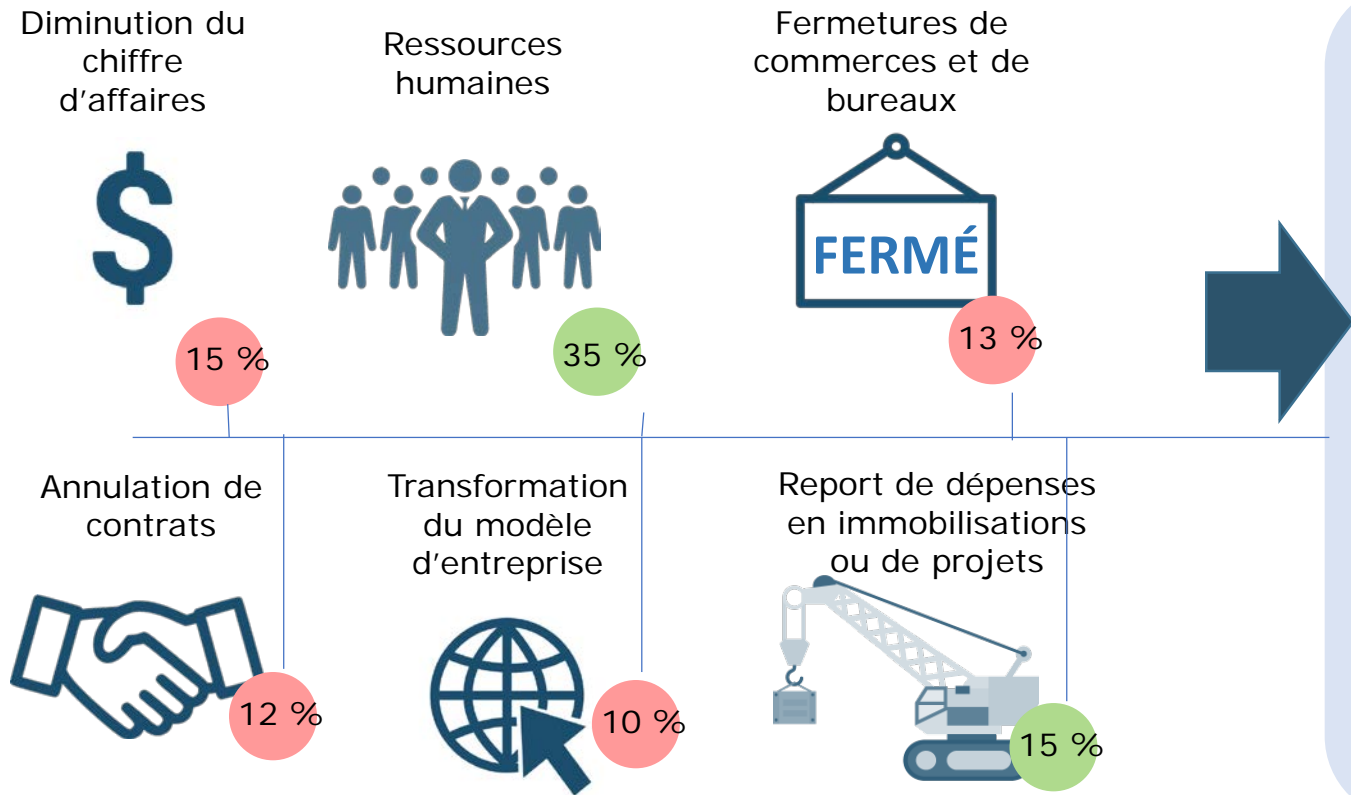 Diminution du
chiffre
d'affaires
15 %
Ressources
humaines
35 %
Fermetures de
commerces et de
bureaux
FERMÉ
13 %
Annulation de
contrats
12 %
Transformation
du modèle
d'entreprise
10 %
Report de dépenses
en immobilisations
ou de projets
15 %